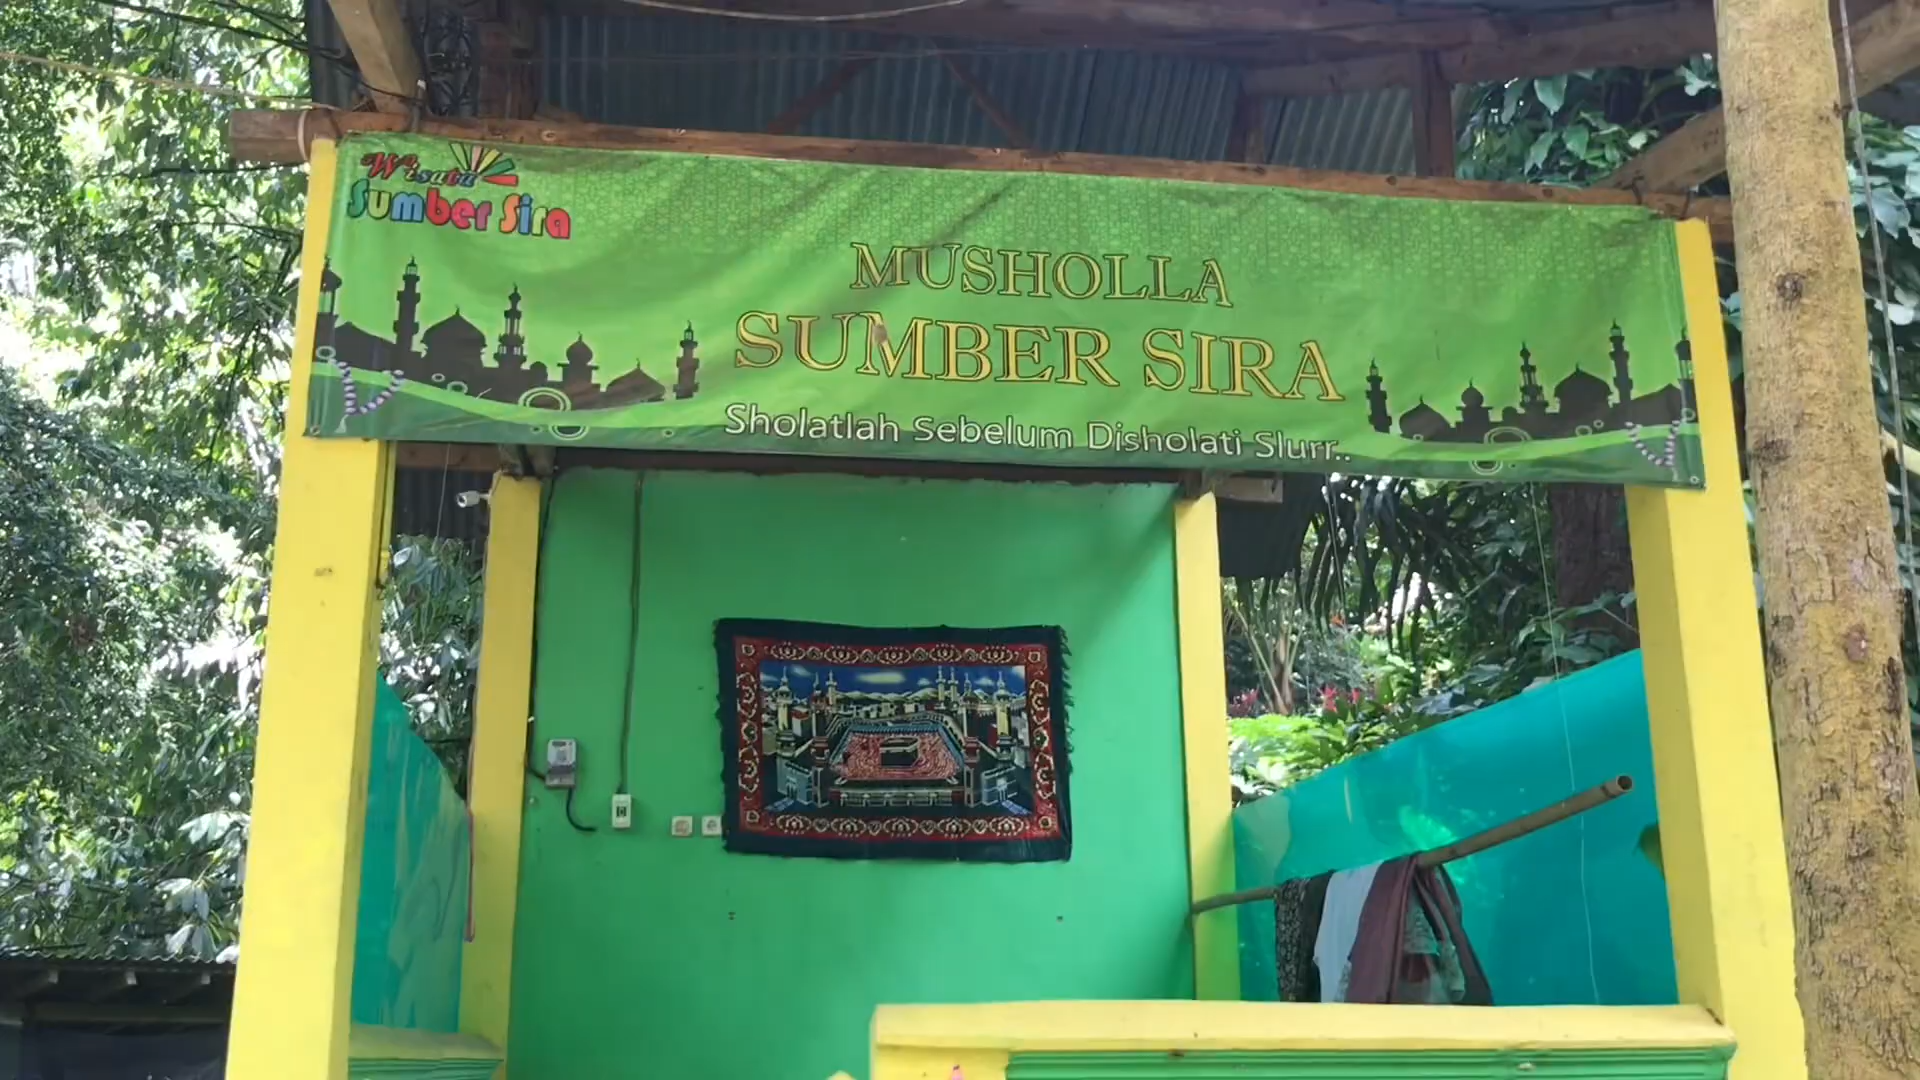 Wisata
Sumber Sira
MUSHOLLA
SUMBER SIRA
Sholatlah Sebelum Disholati Slurr..